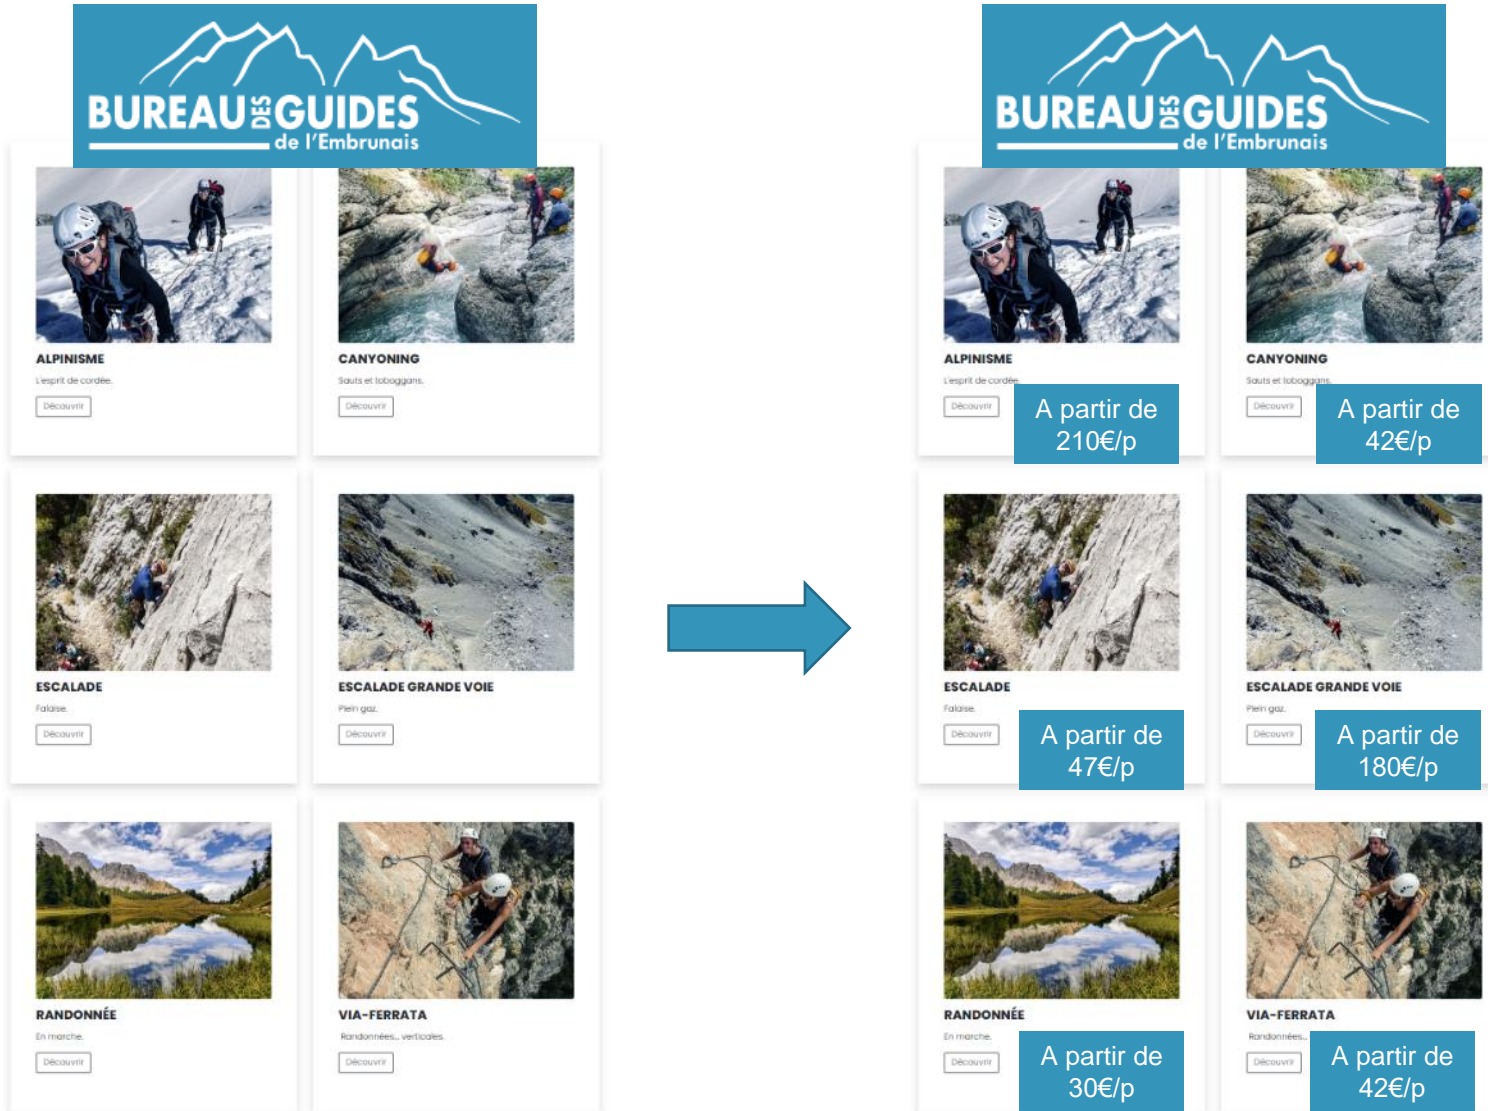 BUREAU DES GUIDES
de l'Embrunais
ALPINISME
L'esprit de cordée.
Découvrir
CANYONING
Sauts et toboggans.
Découvrir
ESCALADE
Falaise.
Découvrir
ESCALADE GRANDE VOIE
Plein gaz.
Découvrir
RANDONNÉE
En marche.
Découvrir
VIA-FERRATA
Randonnées... verticales.
Découvrir
BUREAU DES GUIDES
de l'Embrunais
ALPINISME
L'esprit de cordée
Découvrir
A partir de
210€/p
CANYONING
Sauts et toboggans.
Découvrir
A partir de
42€/p
ESCALADE
Falaise.
Découvrir
A partir de
47€/p
ESCALADE GRANDE VOIE
Plein gaz.
Découvrir
A partir de
180€/p
RANDONNÉE
En marche.
Découvrir
A partir de
30€/p
VIA-FERRATA
Randonnées...
Découvrir
A partir de
42€/p